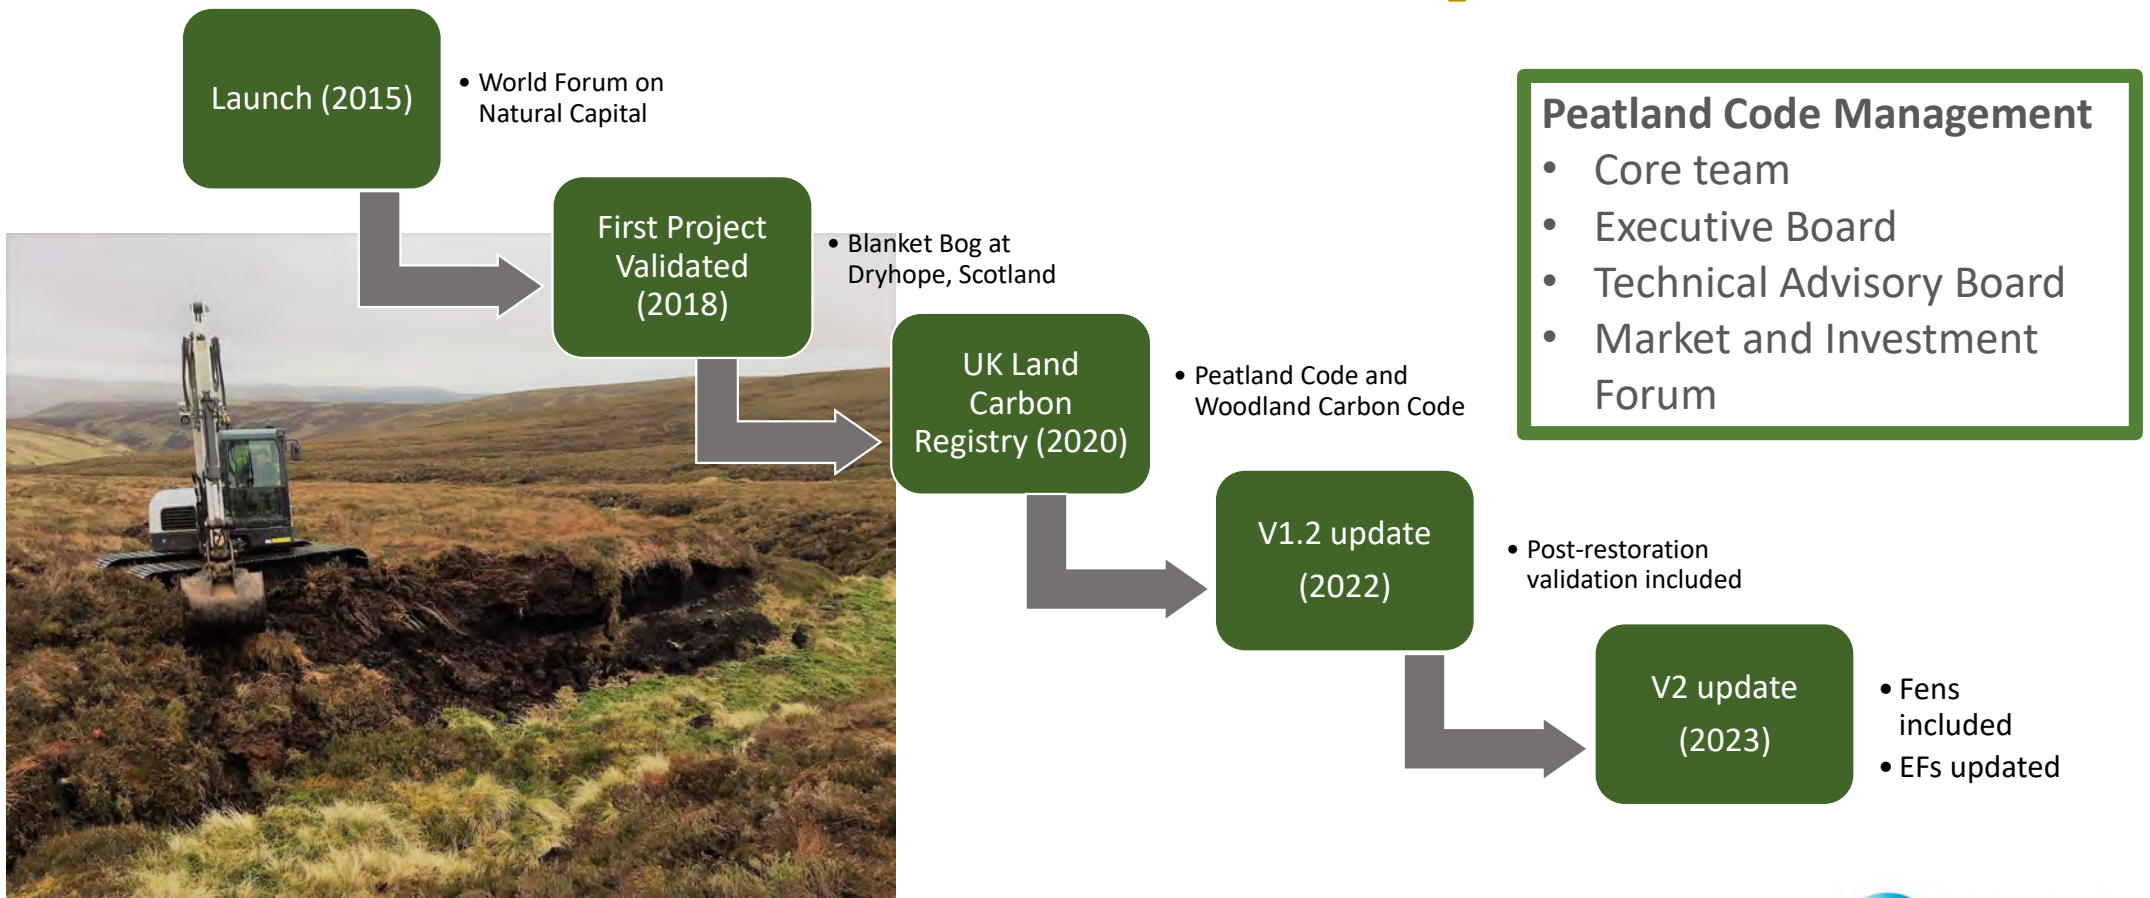 Launch (2015)
• World Forum on
Natural Capital
First Project
Validated
(2018)
• Blanket Bog at
Dryhope, Scotland
UK Land
Carbon
Registry (2020)
• Peatland Code and
Woodland Carbon Code
V1.2 update
(2022)
• Post-restoration
validation included
V2 update
(2023)
• Fens
included
• EFs updated
Peatland Code Management
• Core team
• Executive Board
• Technical Advisory Board
• Market and Investment
Forum